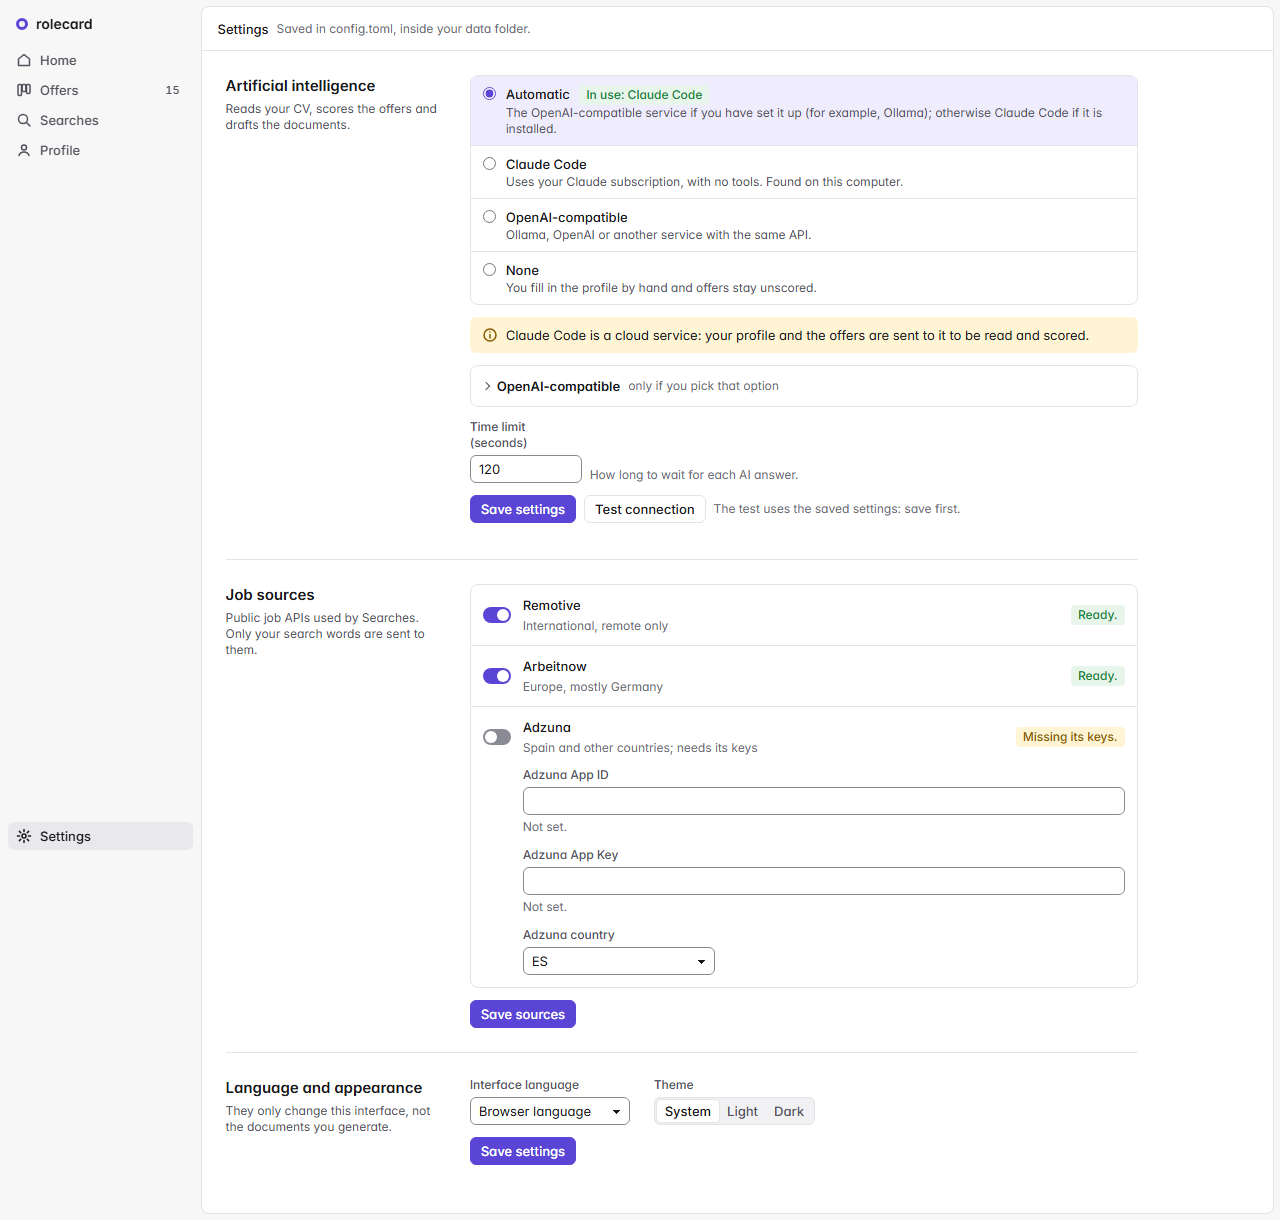 rolecard
Home
Offers 15
Searches
Profile
Settings
Settings Saved in config.toml, inside your data folder.
Artificial intelligence
Reads your CV, scores the offers and
drafts the documents.
Automatic In use: Claude Code
The OpenAI-compatible service if you have set it up (for example, Ollama); otherwise Claude Code if it is
installed.
Claude Code
Uses your Claude subscription, with no tools. Found on this computer.
OpenAI-compatible
Ollama, OpenAI or another service with the same API.
None
You fill in the profile by hand and offers stay unscored.
Claude Code is a cloud service: your profile and the offers are sent to it to be read and scored.
OpenAI-compatible only if you pick that option
Time limit
(seconds)
120 How long to wait for each AI answer.
Save settings Test connection The test uses the saved settings: save first.
Job sources
Public job APIs used by Searches.
Only your search words are sent to
them.
Remotive
International, remote only
Ready.
Arbeitnow
Europe, mostly Germany
Ready.
Adzuna
Spain and other countries; needs its keys
Missing its keys.
Adzuna App ID
Not set.
Adzuna App Key
Not set.
Adzuna country
ES
Save sources
Language and appearance
They only change this interface, not
the documents you generate.
Interface language Theme
Browser language System Light Dark
Save settings